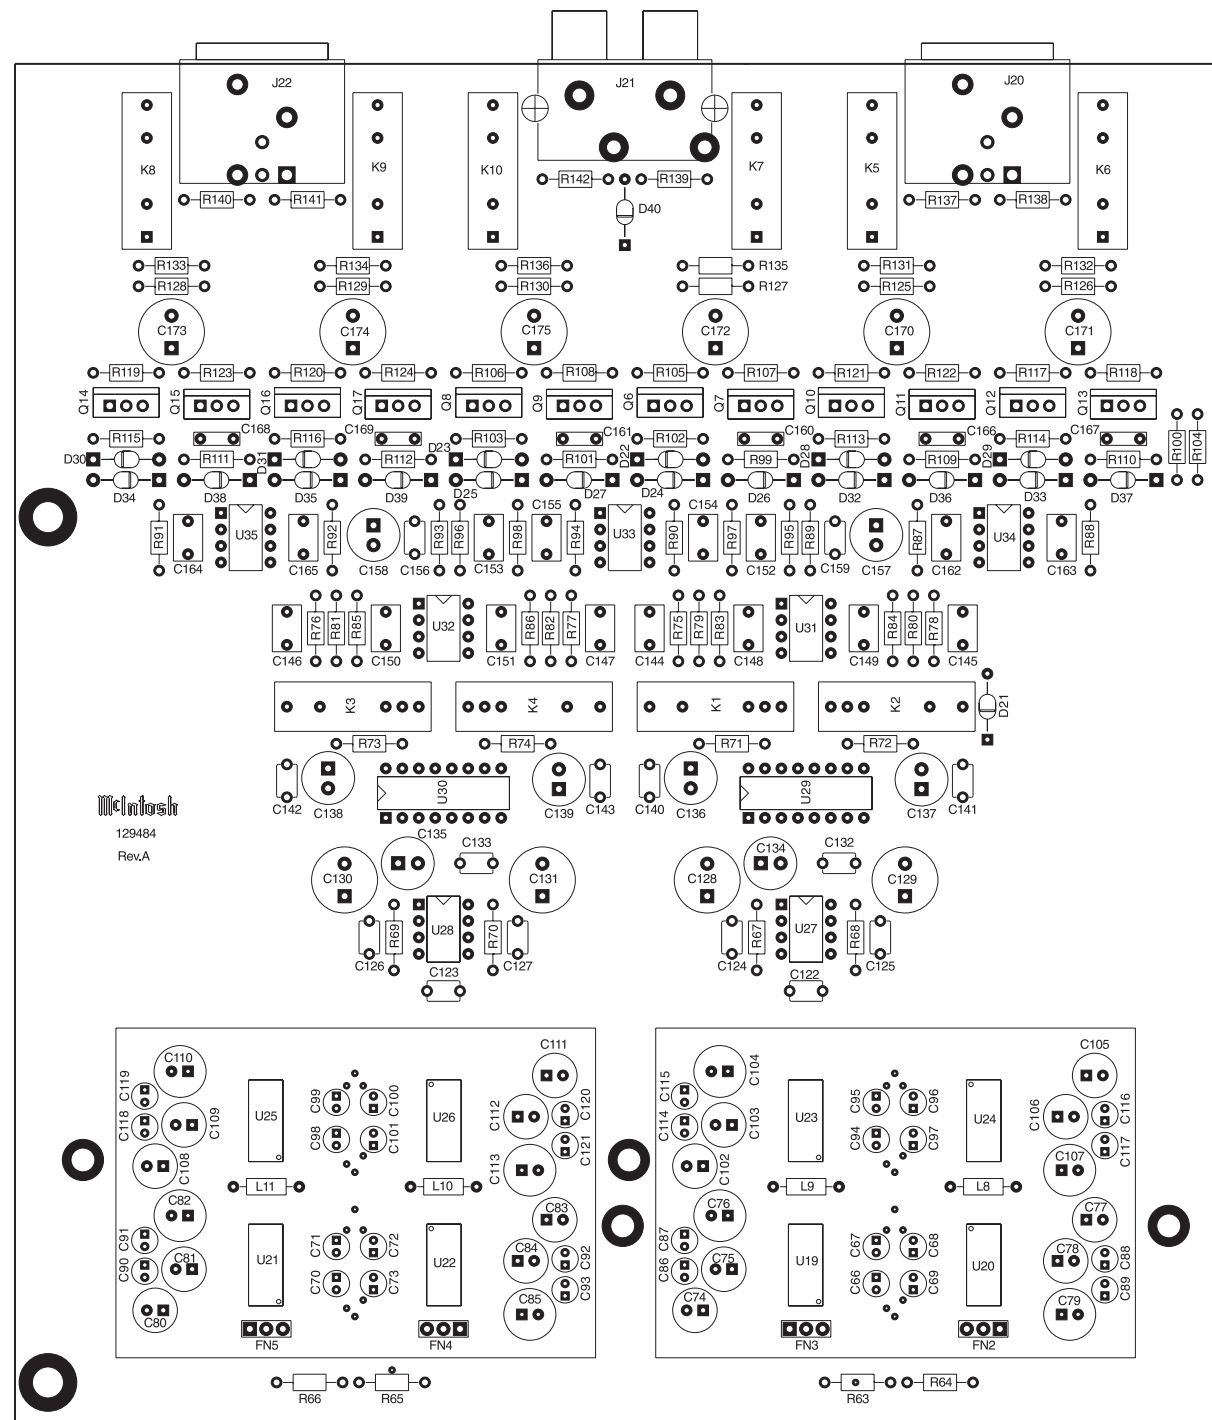 J22 J21 J20
K8 K9 K10 K7 K5 K6
R140 R141 R142 R139 R137 R138
D40
R133 R134 R136 R135 R131 R132
R128 R129 R130 R127 R125 R126
C173 C174 C175 C172 C170 C171
R119 R123 R120 R124 R106 R108 R105 R107 R121 R122 R117 R118
Q14 Q15 Q16 Q17 Q8 Q9 Q6 Q7 Q10 Q11 Q12 Q13
C168 C169 C161 C160 C166 C167
R115 R116 D23 R103 R102 R113 R114 R100 R104
D30 R111 D31 R112 R101 D22 R99 D28 R109 D29 R110
D34 D38 D35 D39 D25 D27 D24 D26 D32 D36 D33 D37
R91 U35 R92 R93 R96 R98 C155 R94 U33 R90 C154 R97 R95 R89 R87 U34 R88
C164 C165 C158 C156 C153 C152 C159 C157 C162 C163
R76 R81 R85 U32 R86 R82 R77 R75 R79 R83 U31 R84 R80 R78
C146 C150 C151 C147 C144 C148 C149 C145
K3 K4 K1 K2 D21
R73 R74 R71 R72
U30 U29
C142 C138 C139 C143 C140 C136 C137 C141
McIntosh
129484
Rev.A
C135 C133 C134 C132
C130 C131 C128 C129
R69 U28 R70 R67 U27 R68
C126 C123 C127 C124 C122 C125
C110 C111 C104 C105
C119 C99 C100 C120 C115 C95 C96 C116
C118 C109 U25 U26 C112 C114 C103 U23 U24 C106
C98 C101 C121 C94 C97 C117
C108 C113 C102 C107
L11 L10 L9 L8
C82 C83 C76 C77
C91 C71 C72 C92 C87 C67 C68 C88
C90 C81 U21 U22 C84 C86 C75 U19 U20 C78
C70 C73 C93 C66 C69 C89
C80 C85 C74 C79
FN5 FN4 FN3 FN2
R66 R65 R63 R64